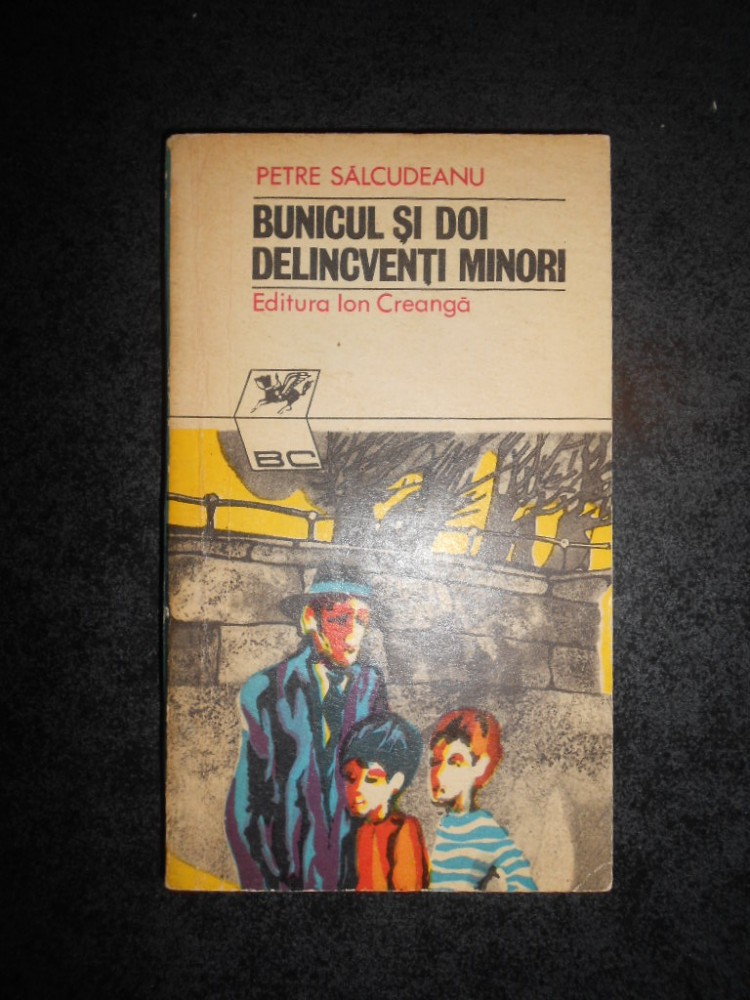 PETRE SĂLCUDEANU
BUNICUL ȘI DOI
DELINCVENȚI MINORI
Editura Ion Creangă
BC